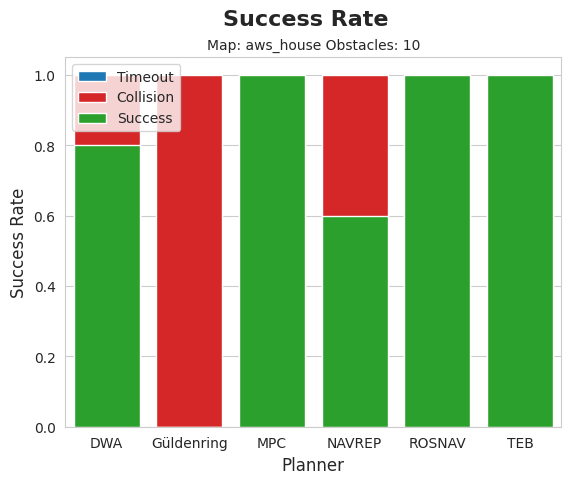 Success Rate
Map: aws_house Obstacles: 10
Timeout
Collision
Success
1.0
0.8
0.6
0.4
0.2
0.0
Success Rate
DWA Güldenring MPC NAVREP ROSNAV TEB
Planner